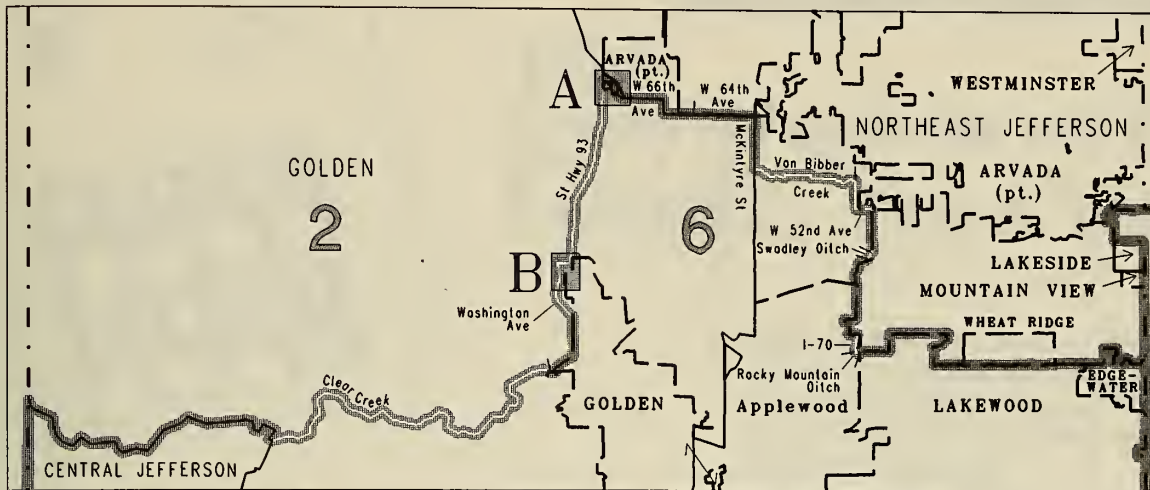 ARVADA
(pt.)
A
W 66th
Ave
W 64th
Ave
WESTMINSTER
NORTHEAST JEFFERSON
GOLDEN
2
St Hwy 93
6
McKintyre St
Von Bibber
Creek
ARVADA
(pt.)
W 52nd Ave
Swadley Ditch
B
LAKESIDE
MOUNTAIN VIEW
Washington
Ave
WHEAT RIDGE
I-70
Rocky Mountain
Ditch
EDGE-
WATER
Clear Creek
GOLDEN
Applewood
LAKEWOOD
CENTRAL JEFFERSON